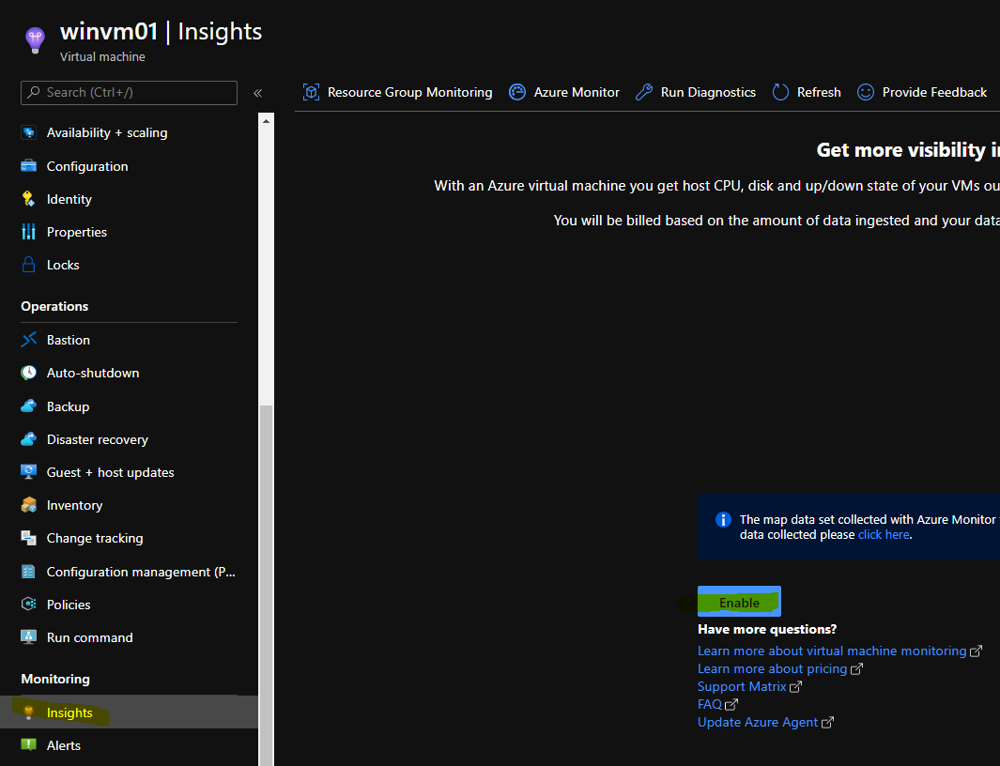 winvm01 | Insights
Virtual machine
Search (Ctrl+/)
«
Availability + scaling
Configuration
Identity
Properties
Locks
Operations
Bastion
Auto-shutdown
Backup
Disaster recovery
Guest + host updates
Inventory
Change tracking
Configuration management (P...
Policies
Run command
Monitoring
Insights
Alerts
Resource Group Monitoring
Azure Monitor
Run Diagnostics
Refresh
Provide Feedback
Get more visibility
With an Azure virtual machine you get host CPU, disk and up/down state of your VMs
You will be billed based on the amount of data ingested and your data
The map data set collected with Azure Monitor
data collected please click here.
Enable
Have more questions?
Learn more about virtual machine monitoring
Learn more about pricing
Support Matrix
FAQ
Update Azure Agent